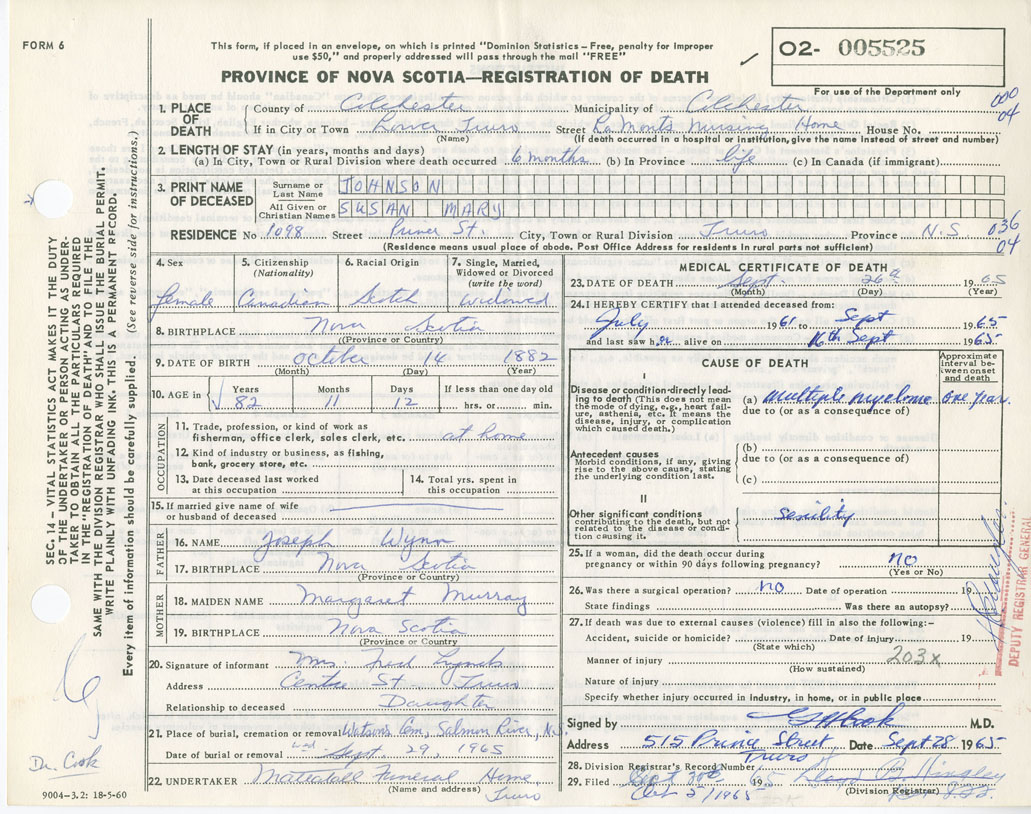 FORM 6
This form, if placed in an envelope, on which is printed "Dominion Statistics – Free, penalty for improper
use $50," and properly addressed will pass through the mail "FREE"
PROVINCE OF NOVA SCOTIA—REGISTRATION OF DEATH
O2- 005525
For use of the Department only
000
04
1. PLACE OF DEATH
County of Colchester Municipality of Colchester
If in City or Town Lower Truro Street LaMonts Nursing Home House No.
(Name) (If death occurred in a hospital or institution, give the name instead of street and number)
2. LENGTH OF STAY (in years, months and days)
(a) In City, Town or Rural Division where death occurred 6 months (b) In Province life (c) In Canada (if immigrant)
3. PRINT NAME OF DECEASED
Surname or Last Name JOHNSON
All Given or Christian Names SUSAN MARY
RESIDENCE No. 1098 Street Prince St. City, Town or Rural Division Truro Province N.S. 036
04
(Residence means usual place of abode. Post Office Address for residents in rural parts not sufficient)
4. Sex
Female
5. Citizenship (Nationality)
Canadian
6. Racial Origin
Scotch
7. Single, Married, Widowed or Divorced (write the word)
Widowed
8. BIRTHPLACE Nova Scotia
(Province or Country)
9. DATE OF BIRTH October 14 1882
(Month) (Day) (Year)
10. AGE in Years 82 Months 11 Days 12 If less than one day old
hrs. or min.
OCCUPATION
11. Trade, profession, or kind of work as
fisherman, office clerk, sales clerk, etc. at home
12. Kind of industry or business, as fishing,
bank, grocery store, etc.
13. Date deceased last worked
at this occupation
14. Total yrs. spent in
this occupation
15. If married give name of wife
or husband of deceased
FATHER
16. NAME Joseph Wynn
17. BIRTHPLACE Nova Scotia
(Province or Country)
MOTHER
18. MAIDEN NAME Margaret Murray
19. BIRTHPLACE Nova Scotia
(Province or Country)
20. Signature of informant Mrs. Fred Lynch
Address Centre St. Truro
Relationship to deceased Daughter
21. Place of burial, cremation or removal Watson's Cem, Salmon River, N.S.
Date of burial or removal Wed Sept. 29, 1965
22. UNDERTAKER Mattatall Funeral Home
(Name and address) Truro
MEDICAL CERTIFICATE OF DEATH
23. DATE OF DEATH Sept. 26 1965
(Month) (Day) (Year)
24. I HEREBY CERTIFY that I attended deceased from:
July 1961 to Sept 1965
and last saw her alive on 16th Sept 1965
CAUSE OF DEATH
Approximate interval between onset and death
I
Disease or condition directly leading to death (This does not mean
the mode of dying, e.g., heart failure, asthenia, etc. It means the
disease, injury, or complication
which caused death.)
(a) Multiple myeloma one year.
due to (or as a consequence of)
Antecedent causes
Morbid conditions, if any, giving
rise to the above cause, stating
the underlying condition last.
(b)
due to (or as a consequence of)
(c)
II
Other significant conditions
contributing to the death, but not
related to the disease or condition causing it.
Senility
25. If a woman, did the death occur during
pregnancy or within 90 days following pregnancy? NO
(Yes or No)
26. Was there a surgical operation? NO Date of operation 19
State findings Was there an autopsy?
27. If death was due to external causes (violence) fill in also the following:–
Accident, suicide or homicide? Date of injury 19
(State which)
Manner of injury 203x
(How sustained)
Nature of injury
Specify whether injury occurred in industry, in home, or in public place
Signed by Cook M.D.
Address 515 Prince Street, Truro Date Sept 28 1965
28. Division Registrar's Record Number
29. Filed Sept 1965
Oct 2/1965
(Division Registrar)
DEPUTY REGISTRAR GENERAL
SEC. 14 – VITAL STATISTICS ACT MAKES IT THE DUTY
OF THE UNDERTAKER OR PERSON ACTING AS UNDER-
TAKER TO OBTAIN ALL THE PARTICULARS REQUIRED
IN THE "REGISTRATION OF DEATH" AND TO FILE THE
SAME WITH THE DIVISION REGISTRAR WHO SHALL ISSUE THE BURIAL PERMIT.
WRITE PLAINLY WITH UNFADING INK. THIS IS A PERMANENT RECORD.
Every item of information should be carefully supplied. (See reverse side for instructions.)
Dr. Cook
9004-3.2: 18-5-60